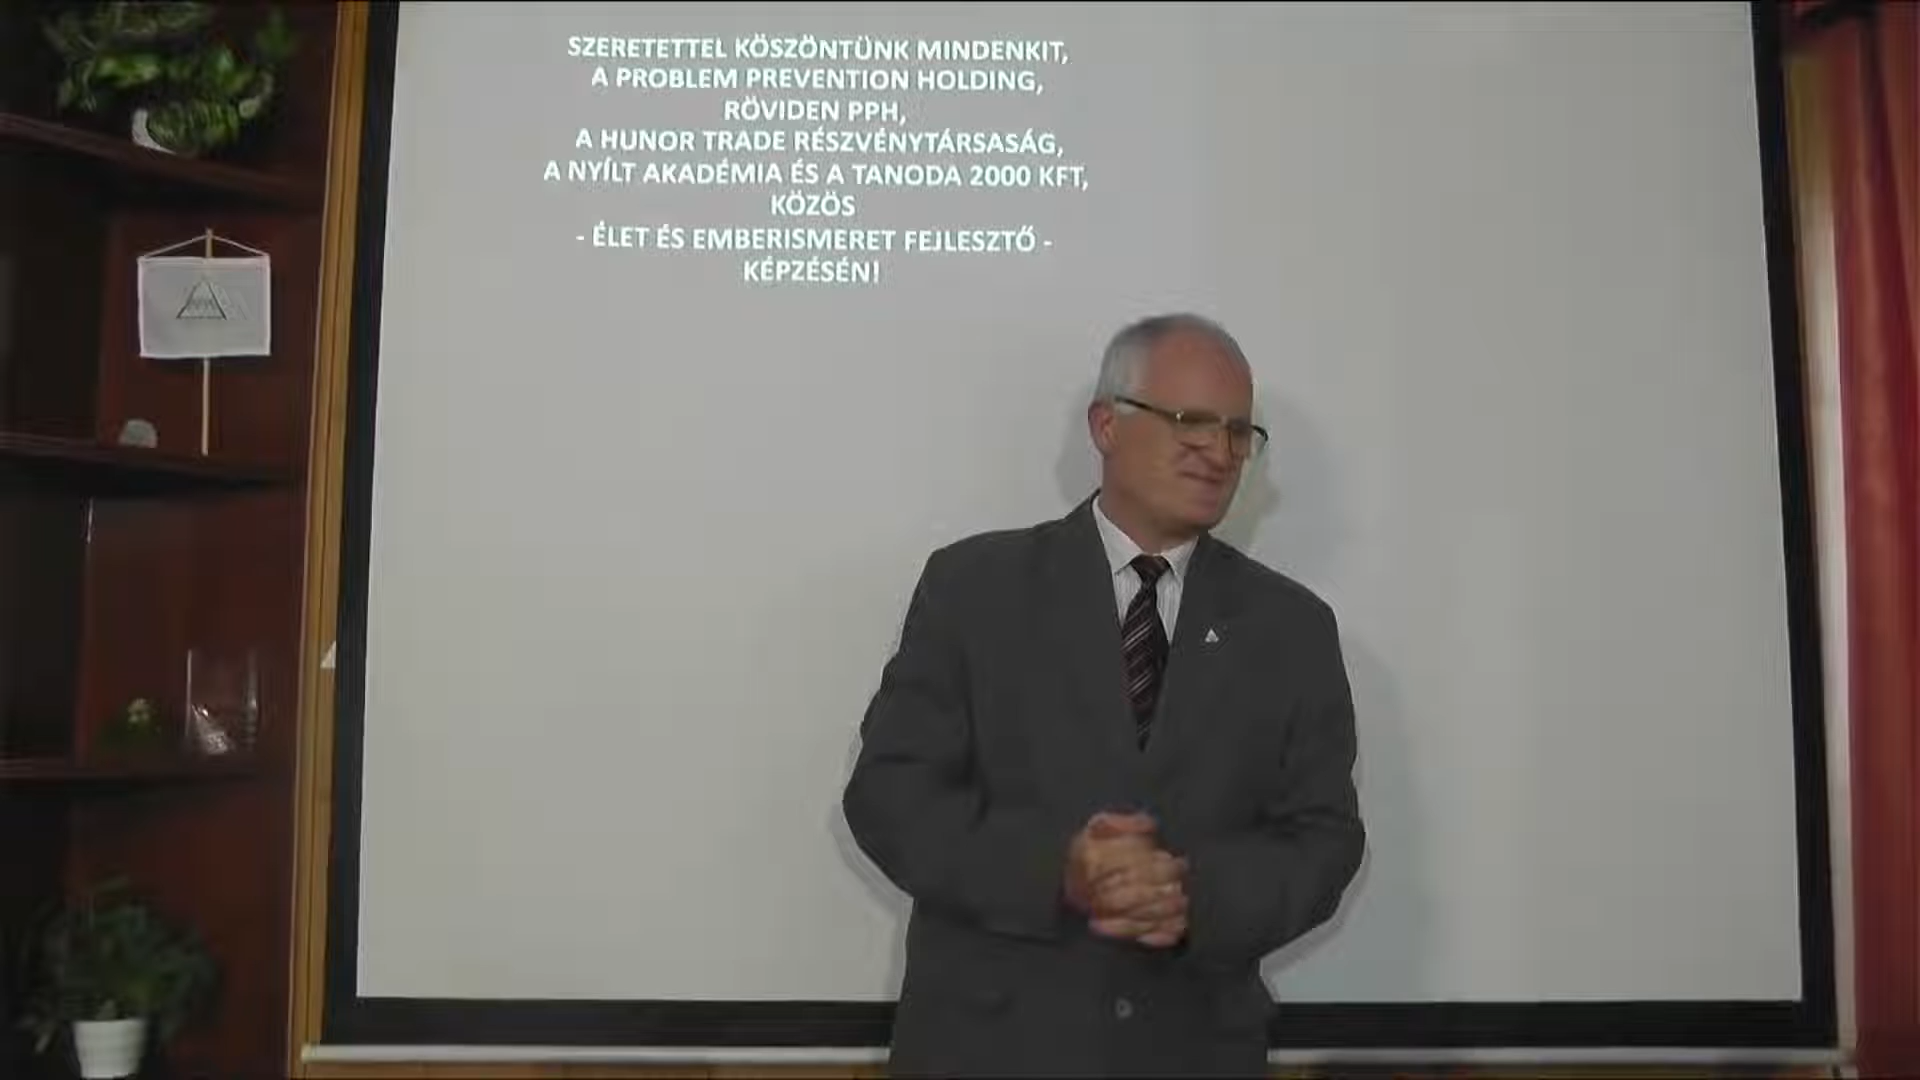 SZERETETTEL KÖSZÖNTÜNK MINDENKIT,
A PROBLEM PREVENTION HOLDING,
RÖVIDEN PPH,
A HUNOR TRADE RÉSZVÉNYTÁRSASÁG,
A NYÍLT AKADÉMIA ÉS A TANODA 2000 KFT,
KÖZÖS
- ÉLET ÉS EMBERISMERET FEJLESZTŐ -
KÉPZÉSÉN!